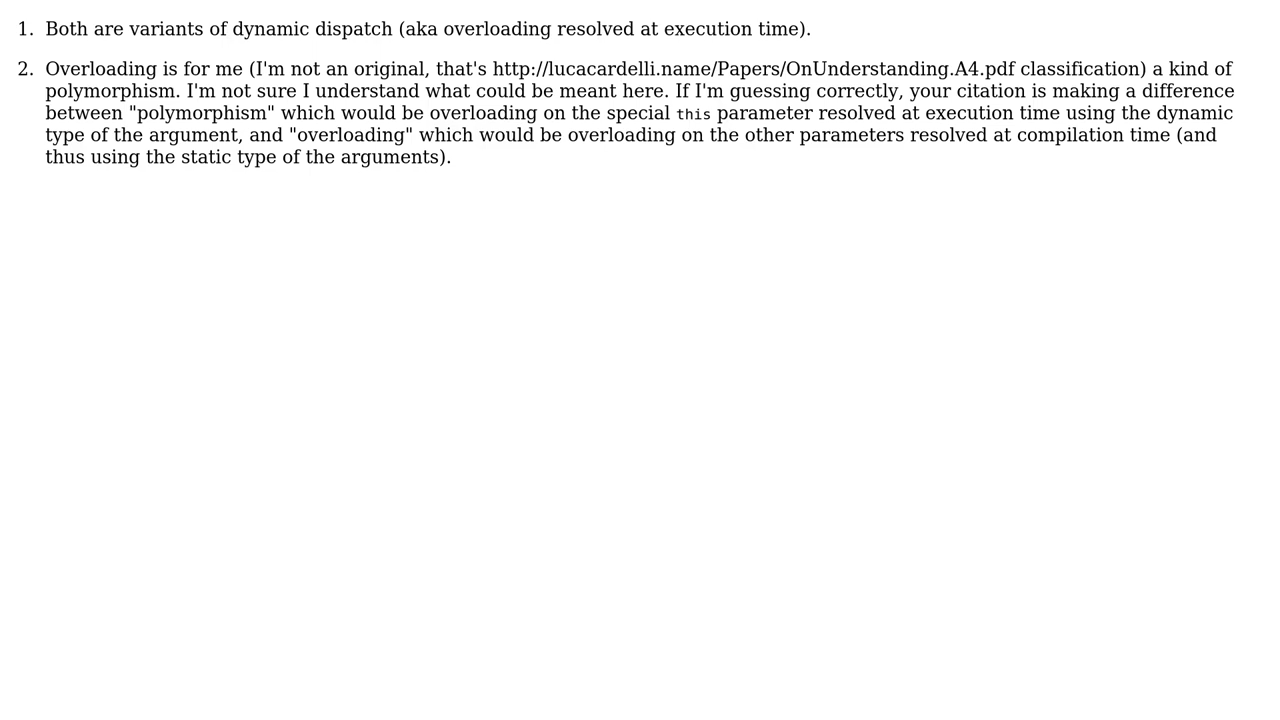 1. Both are variants of dynamic dispatch (aka overloading resolved at execution time).
2. Overloading is for me (I'm not an original, that's http://lucacardelli.name/Papers/OnUnderstanding.A4.pdf classification) a kind of
polymorphism. I'm not sure I understand what could be meant here. If I'm guessing correctly, your citation is making a difference
between "polymorphism" which would be overloading on the special this parameter resolved at execution time using the dynamic
type of the argument, and "overloading" which would be overloading on the other parameters resolved at compilation time (and
thus using the static type of the arguments).